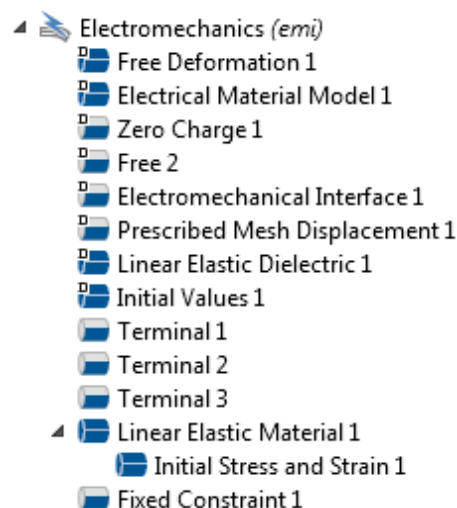 Electromechanics (emi)
Free Deformation 1
Electrical Material Model 1
Zero Charge 1
Free 2
Electromechanical Interface 1
Prescribed Mesh Displacement 1
Linear Elastic Dielectric 1
Initial Values 1
Terminal 1
Terminal 2
Terminal 3
Linear Elastic Material 1
Initial Stress and Strain 1
Fixed Constraint 1